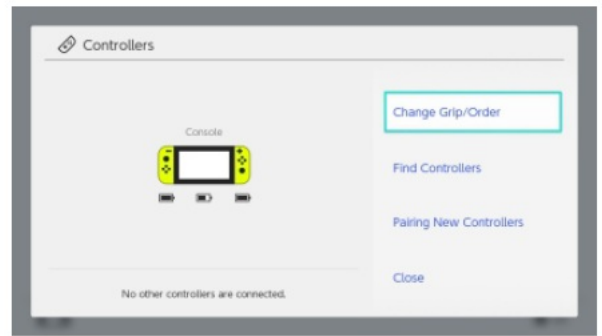 Controllers
Console
No other controllers are connected.
Change Grip/Order
Find Controllers
Pairing New Controllers
Close